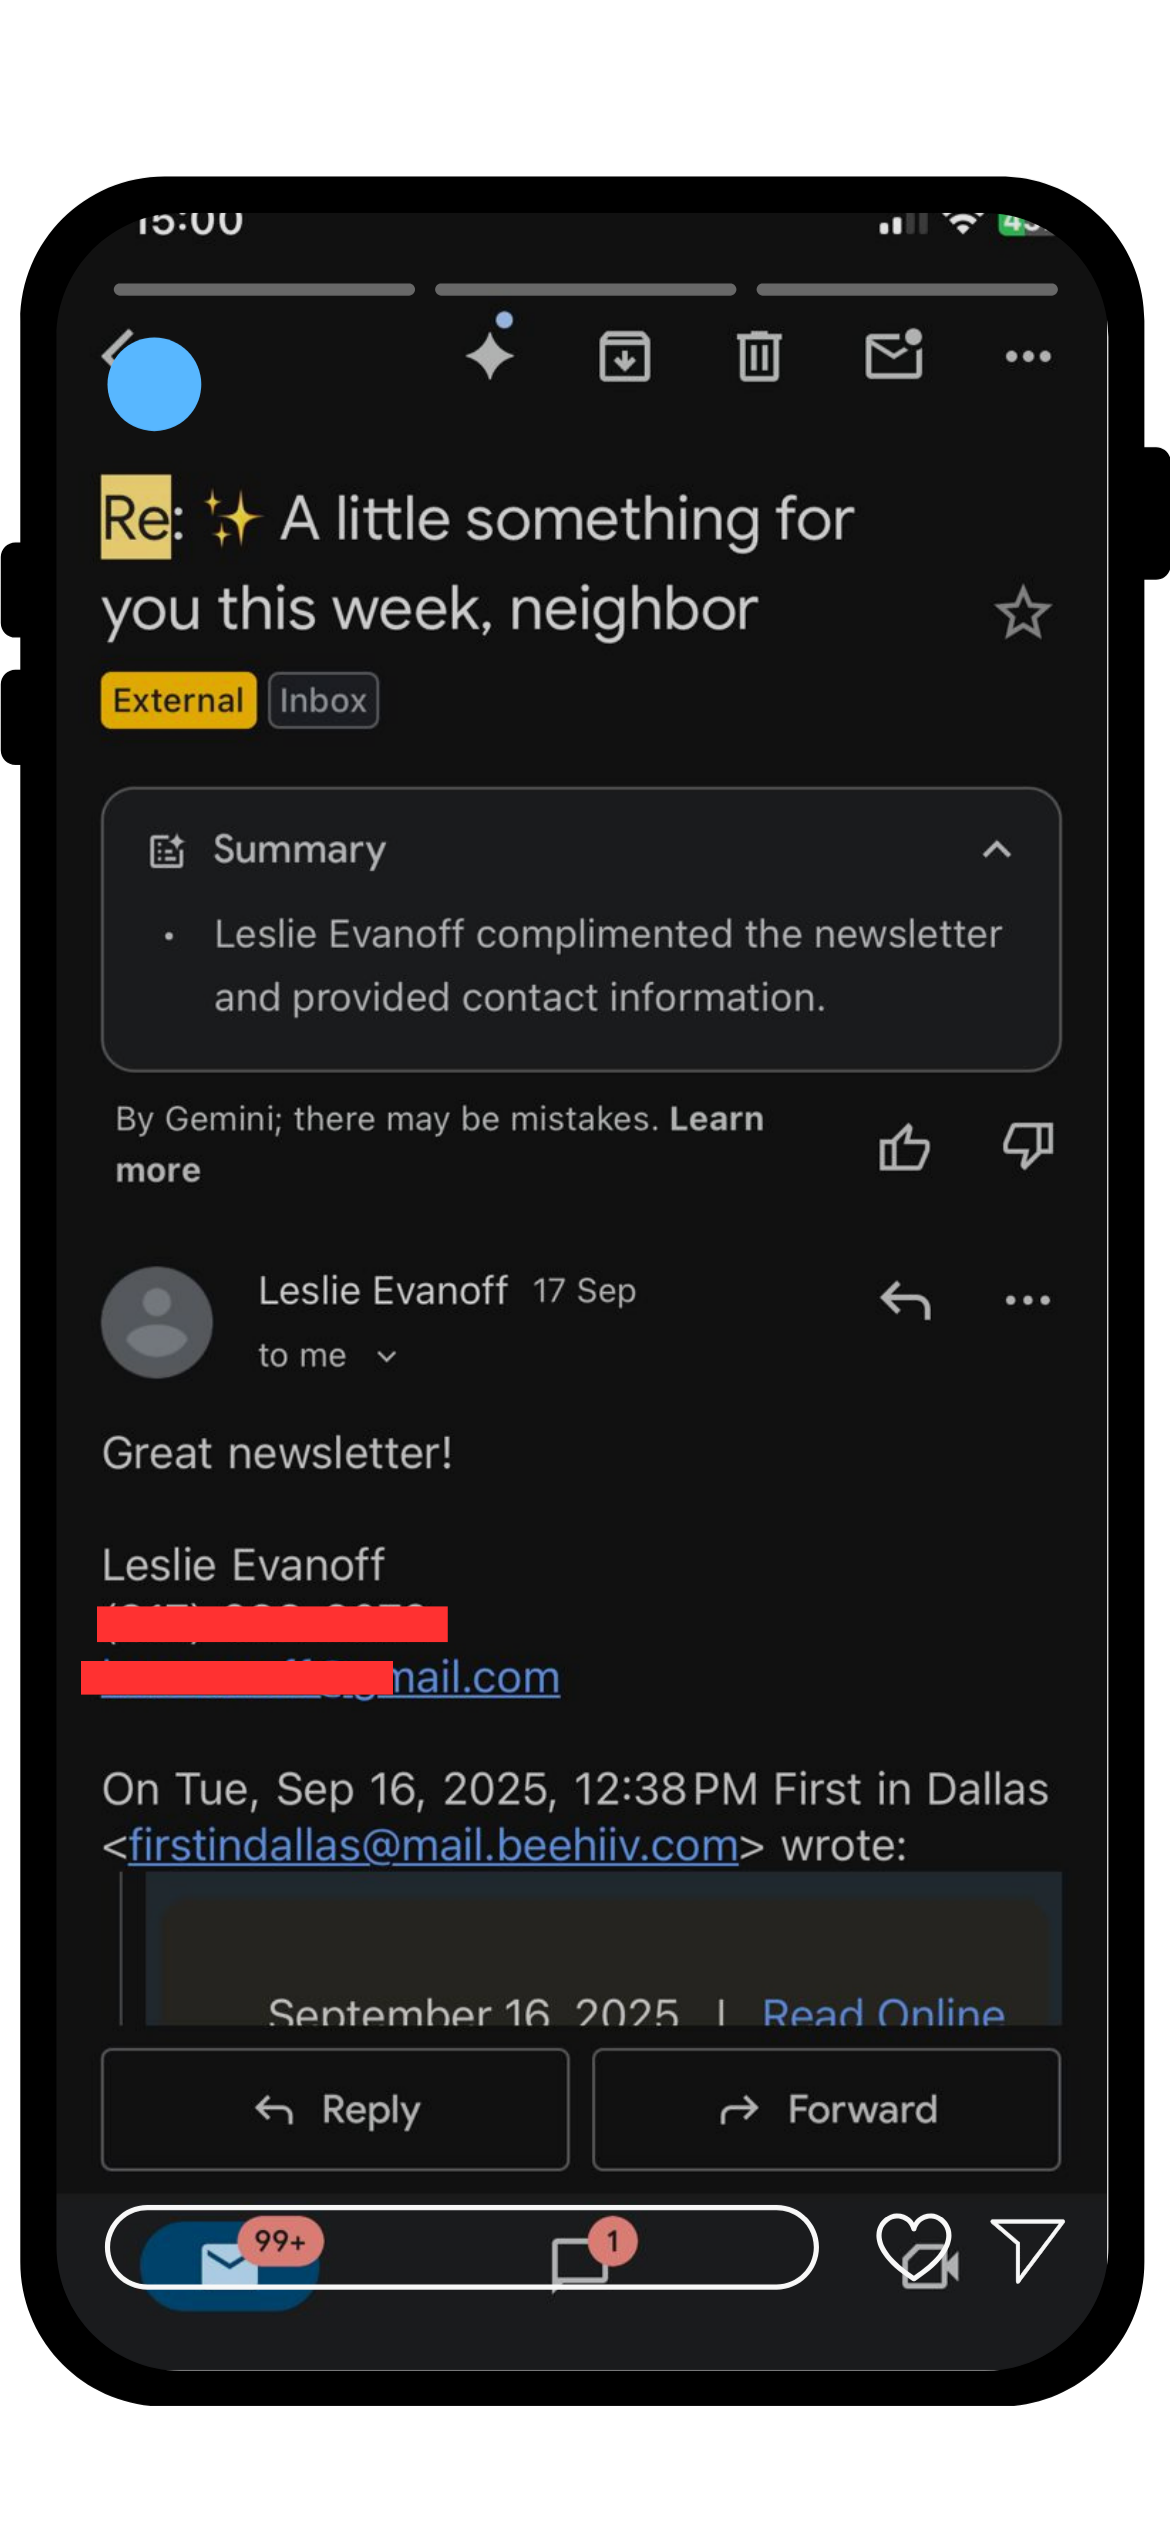 15:00
Re: ✨ A little something for
you this week, neighbor
External Inbox
Summary
• Leslie Evanoff complimented the newsletter
and provided contact information.
By Gemini; there may be mistakes. Learn
more
Leslie Evanoff 17 Sep
to me
Great newsletter!
Leslie Evanoff
mail.com
On Tue, Sep 16, 2025, 12:38 PM First in Dallas
<firstindallas@mail.beehiiv.com> wrote:
September 16, 2025 | Read Online
Reply Forward
99+ 1